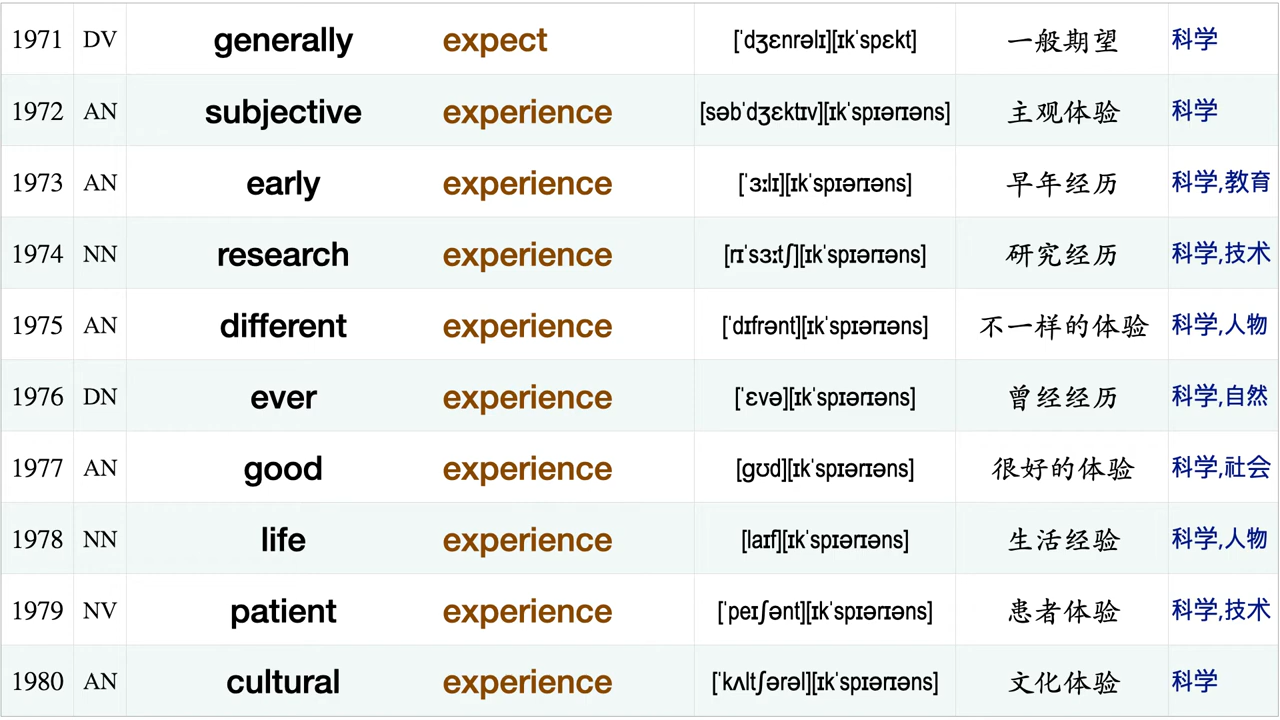 1971 DV generally expect [ˈdʒɛnrəlɪ][ɪkˈspɛkt] 一般期望 科学
1972 AN subjective experience [səbˈdʒɛktɪv][ɪkˈspɪərɪəns] 主观体验 科学
1973 AN early experience [ˈɜːlɪ][ɪkˈspɪərɪəns] 早年经历 科学,教育
1974 NN research experience [rɪˈsɜːtʃ][ɪkˈspɪərɪəns] 研究经历 科学,技术
1975 AN different experience [ˈdɪfrənt][ɪkˈspɪərɪəns] 不一样的体验 科学,人物
1976 DN ever experience [ˈɛvə][ɪkˈspɪərɪəns] 曾经经历 科学,自然
1977 AN good experience [ɡʊd][ɪkˈspɪərɪəns] 很好的体验 科学,社会
1978 NN life experience [laɪf][ɪkˈspɪərɪəns] 生活经验 科学,人物
1979 NV patient experience [ˈpeɪʃənt][ɪkˈspɪərɪəns] 患者体验 科学,技术
1980 AN cultural experience [ˈkʌltʃərəl][ɪkˈspɪərɪəns] 文化体验 科学